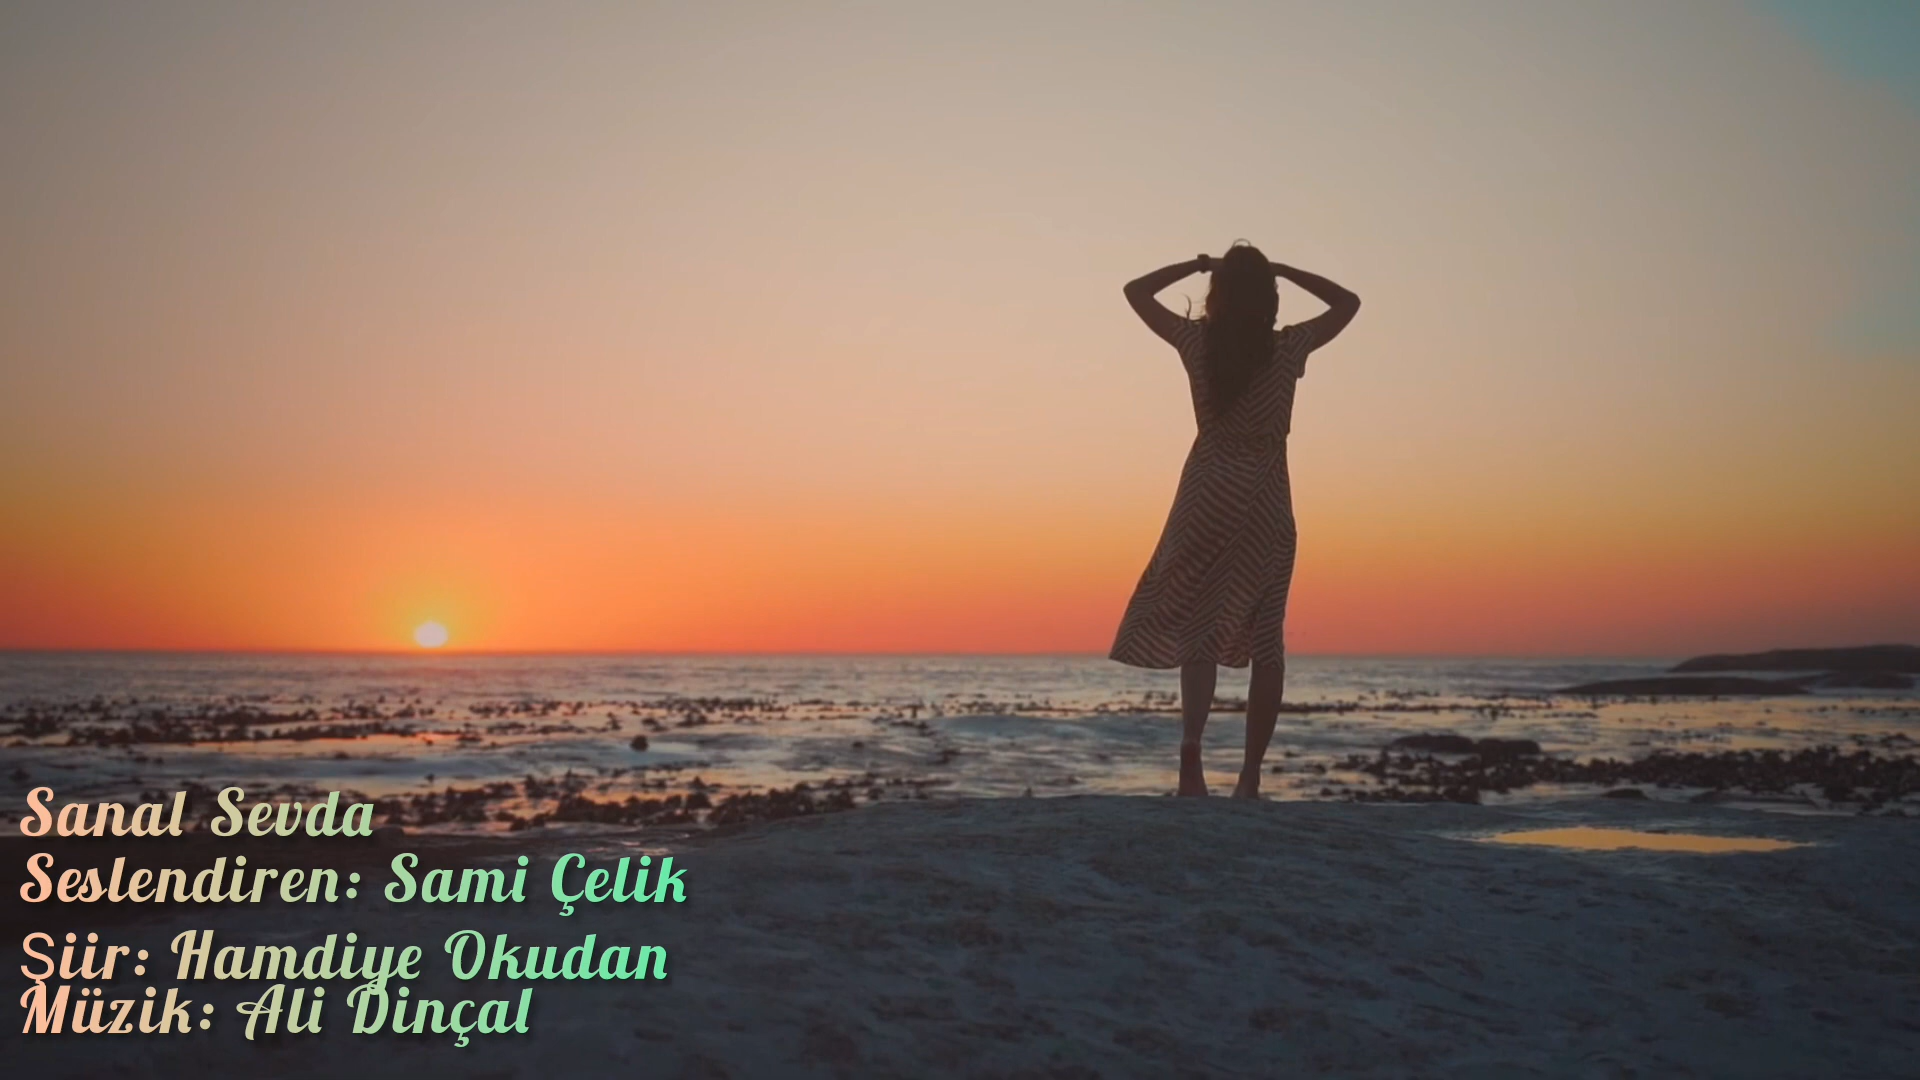 Sanal Sevda
Seslendiren: Sami Çelik
Şiir: Hamdiye Okudan
Müzik: Ali Dinçal